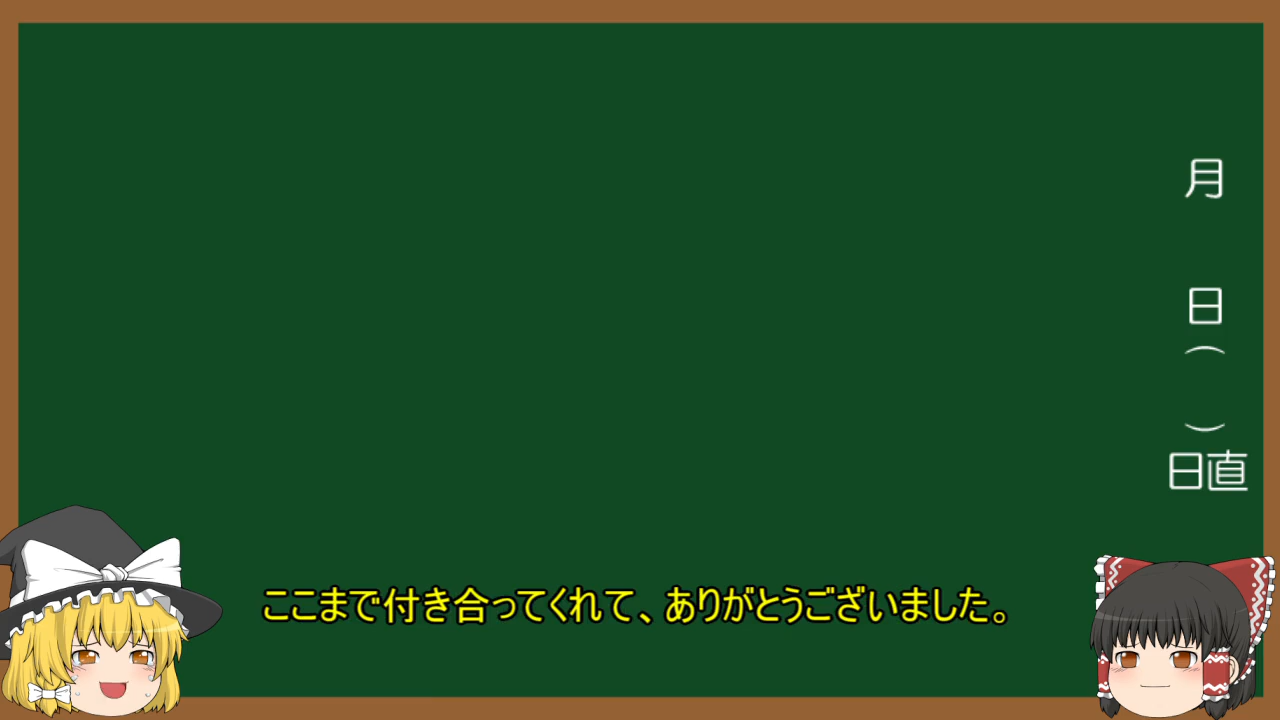 月
日
（
）
日直
ここまで付き合ってくれて、ありがとうございました。